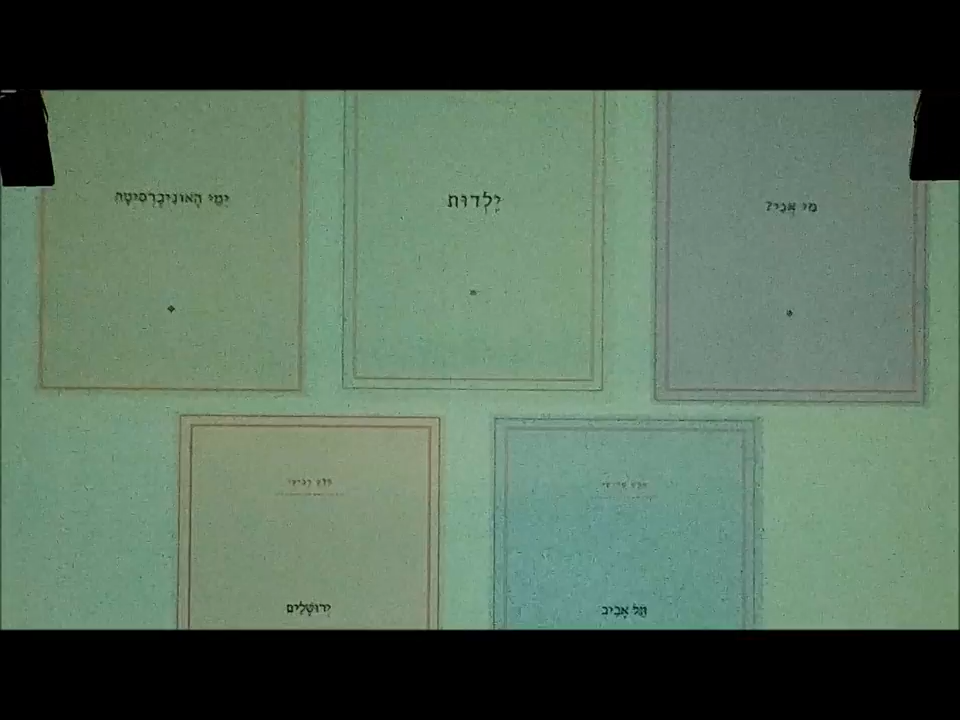 מִי אֲנִי?
יַלְדוּת
יְמֵי הָאוּנִיבֶרְסִיטָה
תֵּל אָבִיב
יְרוּשָׁלַיִם